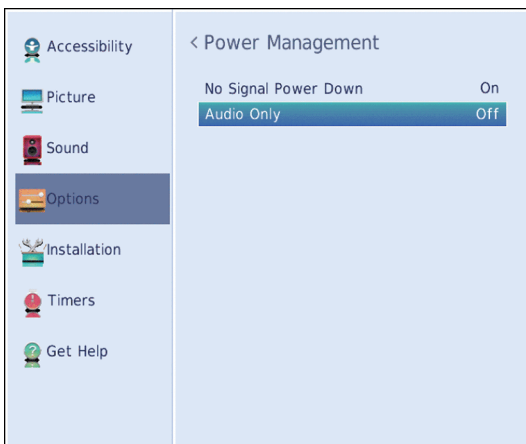 Accessibility
Picture
Sound
Options
Installation
Timers
Get Help
< Power Management
No Signal Power Down On
Audio Only Off